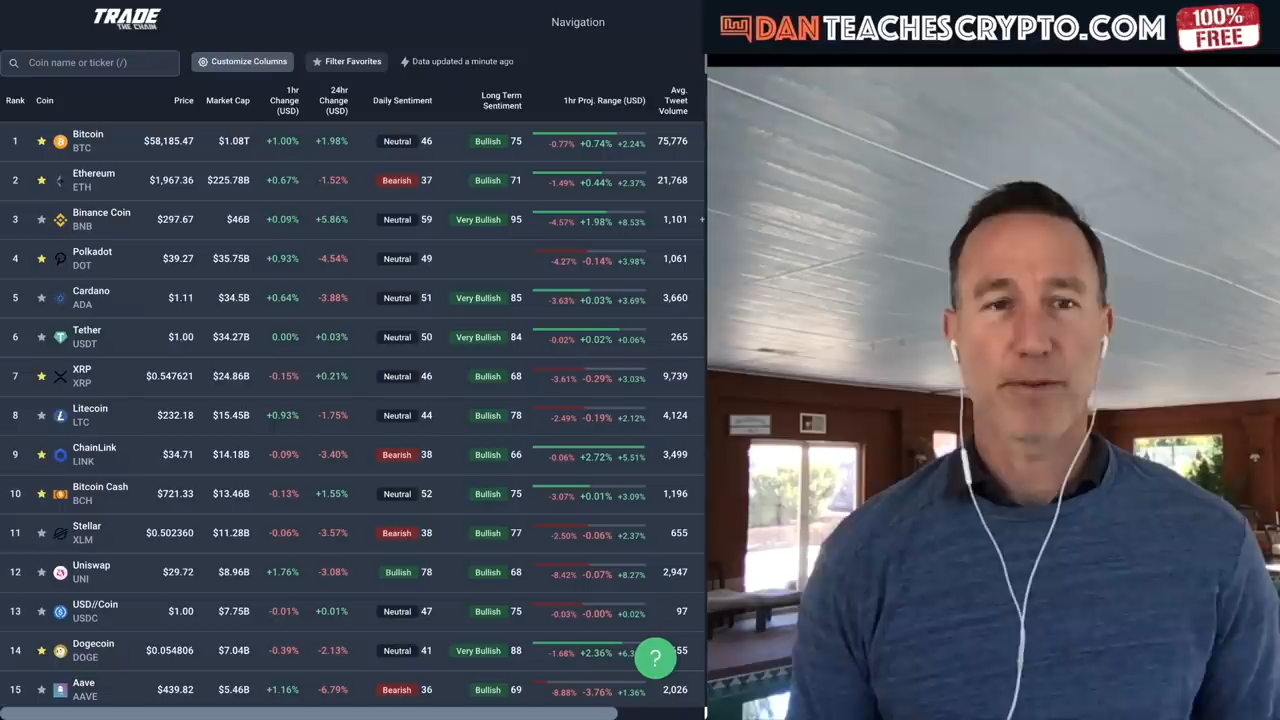 TRADE
THE CHAIN
Navigation
Coin name or ticker (/)
Customize Columns
Filter Favorites
Data updated a minute ago
Rank Coin Price Market Cap 1hr Change (USD) 24hr Change (USD) Daily Sentiment Long Term Sentiment 1hr Proj. Range (USD) Avg. Tweet Volume
1 Bitcoin BTC $58,185.47 $1.08T +1.00% +1.98% Neutral 46 Bullish 75 -0.77% +0.74% +2.24% 75,776
2 Ethereum ETH $1,967.36 $225.78B +0.67% -1.52% Bearish 37 Bullish 71 -1.49% +0.44% +2.37% 21,768
3 Binance Coin BNB $297.67 $46B +0.09% +5.86% Neutral 59 Very Bullish 95 -4.57% +1.98% +8.53% 1,101 +
4 Polkadot DOT $39.27 $35.75B +0.93% -4.54% Neutral 49 -4.27% -0.14% +3.98% 1,061
5 Cardano ADA $1.11 $34.5B +0.64% -3.88% Neutral 51 Very Bullish 85 -3.63% +0.03% +3.69% 3,660
6 Tether USDT $1.00 $34.27B 0.00% +0.03% Neutral 50 Very Bullish 84 -0.02% +0.02% +0.06% 265
7 XRP XRP $0.547621 $24.86B -0.15% +0.21% Neutral 46 Bullish 68 -3.61% -0.29% +3.03% 9,739
8 Litecoin LTC $232.18 $15.45B +0.93% -1.75% Neutral 44 Bullish 78 -2.49% -0.19% +2.12% 4,124
9 ChainLink LINK $34.71 $14.18B -0.09% -3.40% Bearish 38 Bullish 66 -0.06% +2.72% +5.51% 3,499
10 Bitcoin Cash BCH $721.33 $13.46B -0.13% +1.55% Neutral 52 Bullish 75 -3.07% +0.01% +3.09% 1,196
11 Stellar XLM $0.502360 $11.28B -0.06% -3.57% Bearish 38 Bullish 77 -2.50% -0.06% +2.37% 655
12 Uniswap UNI $29.72 $8.96B +1.76% -3.08% Bullish 78 Bullish 68 -8.42% -0.07% +8.27% 2,947
13 USD//Coin USDC $1.00 $7.75B -0.01% +0.01% Neutral 47 Bullish 75 -0.03% -0.00% +0.02% 97
14 Dogecoin DOGE $0.054806 $7.04B -0.39% -2.13% Neutral 41 Very Bullish 88 -1.68% +2.36%
15 Aave AAVE $439.82 $5.46B +1.16% -6.79% Bearish 36 Bullish 69 -8.88% -3.76% +1.36% 2,026
?
DANTEACHESCRYPTO.COM
100%
FREE